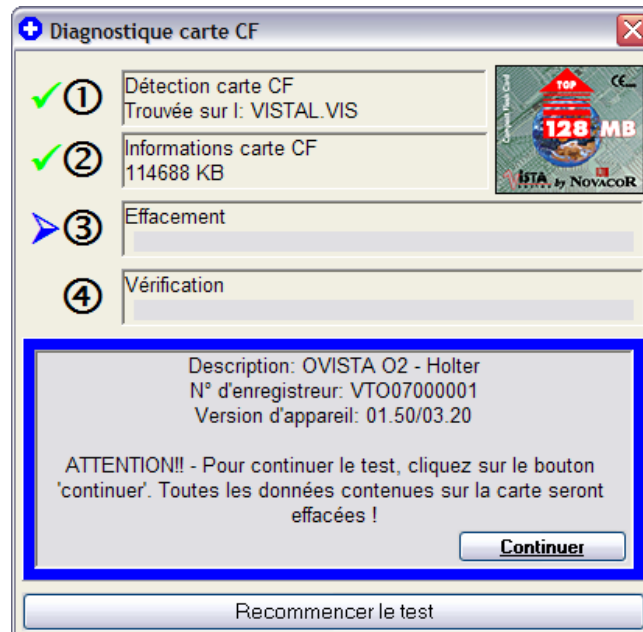 Diagnostique carte CF
1
Détection carte CF
Trouvée sur I: VISTAL.VIS
2
Informations carte CF
114688 KB
Compact Flash Card
TOP
CE
128 MB
VISTA by NOVACOR
3
Effacement
4
Vérification
Description: OVISTA O2 - Holter
N° d'enregistreur: VTO07000001
Version d'appareil: 01.50/03.20
ATTENTION!! - Pour continuer le test, cliquez sur le bouton
'continuer'. Toutes les données contenues sur la carte seront
effacées !
Continuer
Recommencer le test